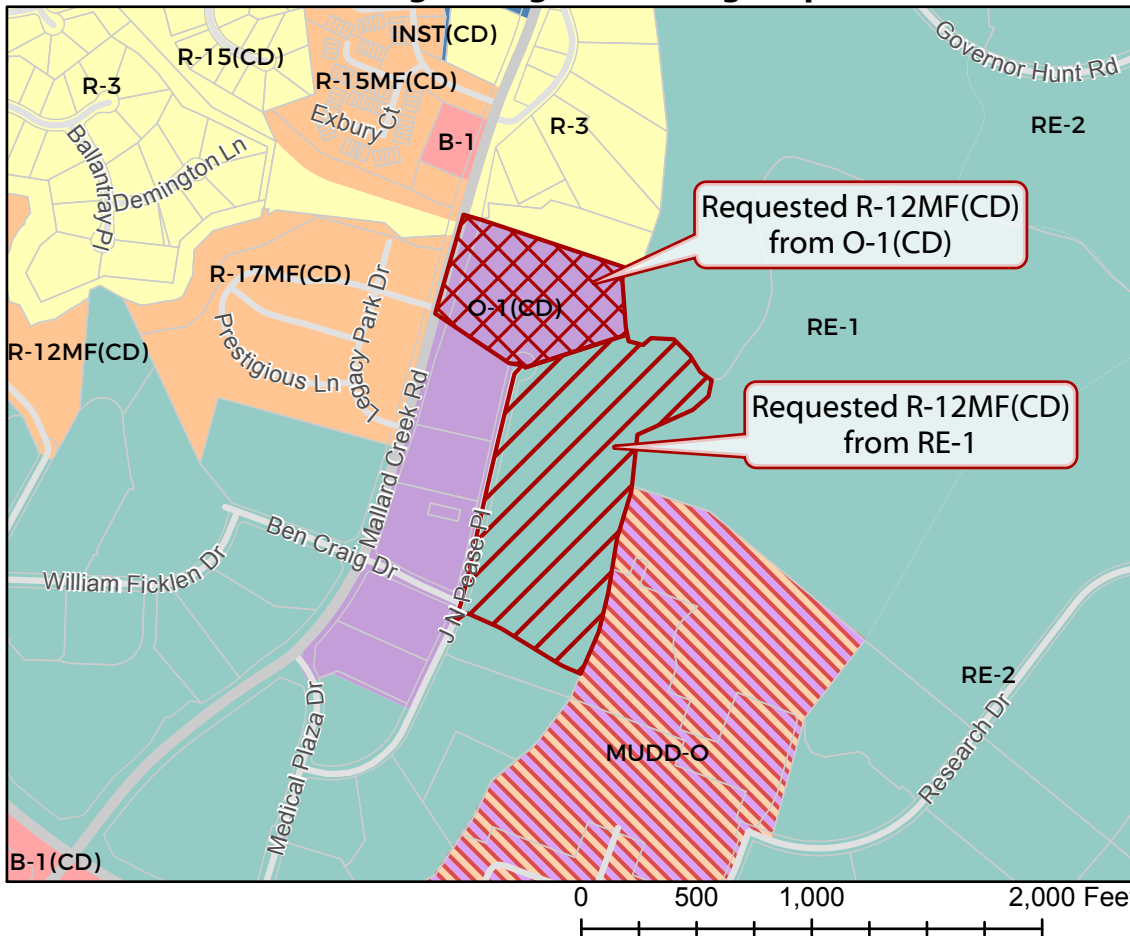 INST(CD)
Governor Hunt Rd
R-15(CD)
R-3
R-15MF(CD)
Exbury Ct
B-1
R-3
RE-2
Ballantray Pl
Demington Ln
Requested R-12MF(CD)
from O-1(CD)
R-17MF(CD)
O-1(CD)
RE-1
R-12MF(CD)
Prestigious Ln
Legacy Park Dr
Mallard Creek Rd
Requested R-12MF(CD)
from RE-1
Ben Craig Dr
J N Pease Pl
William Ficklen Dr
RE-2
Medical Plaza Dr
MUDD-O
Research Dr
B-1(CD)
0 500 1,000 2,000 Fee